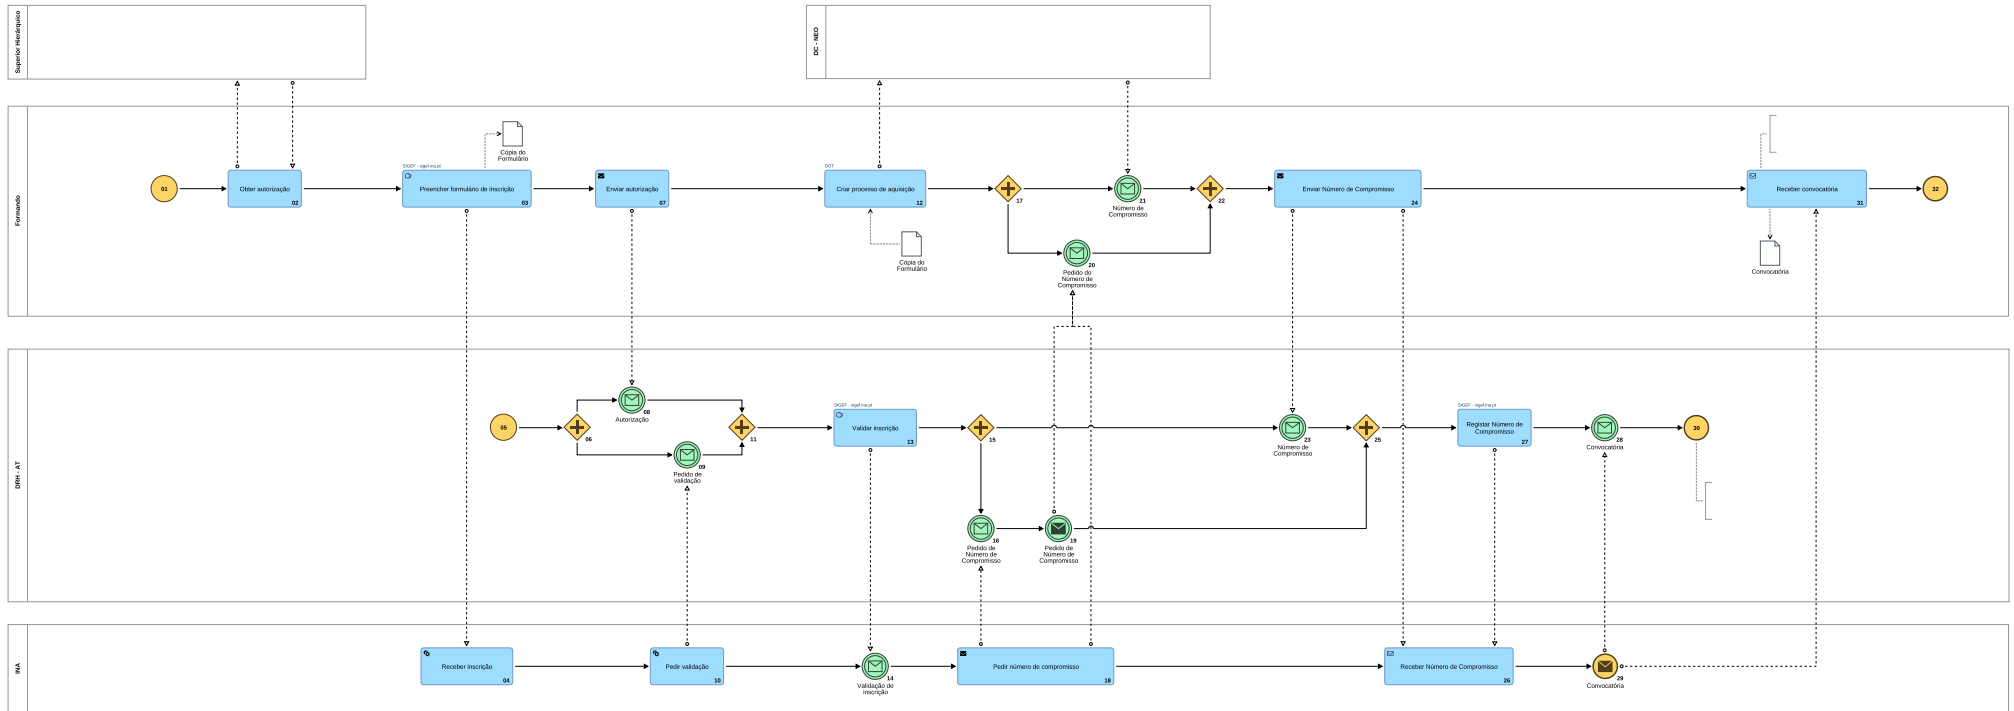 Superior Hierárquico
DC - NEO
Formando
01
Obter autorização
02
SIGEF - sigef.ina.pt
Preencher formulário de inscrição
03
Cópia do
Formulário
Enviar autorização
07
DOT
Criar processo de aquisição
12
Cópia do
Formulário
17
21
Número de
Compromisso
20
Pedido do
Número de
Compromisso
22
Enviar Número de Compromisso
24
Receber convocatória
31
Convocatória
32
DRH - AT
05
06
08
Autorização
09
Pedido de
validação
11
SIGEF - sigef.ina.pt
Validar inscrição
13
15
16
Pedido de
Número de
Compromisso
19
Pedido de
Número de
Compromisso
23
Número de
Compromisso
25
SIGEF - sigef.ina.pt
Registar Número de
Compromisso
27
28
Convocatória
30
INA
Receber inscrição
04
Pedir validação
10
14
Validação de
inscrição
Pedir número de compromisso
18
Receber Número de Compromisso
26
29
Convocatória